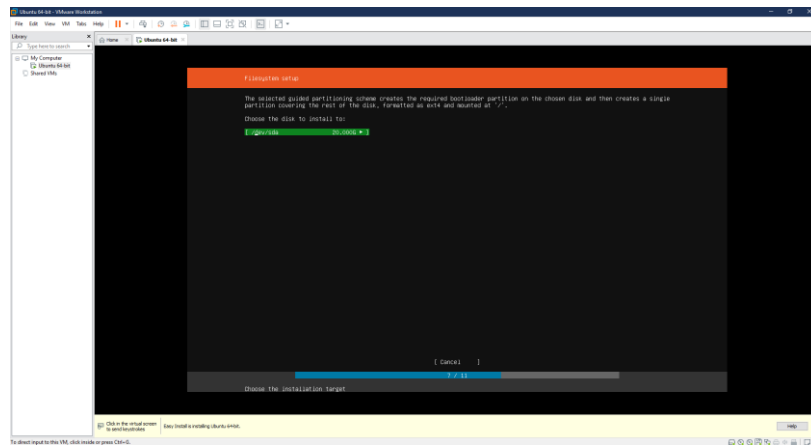 Ubuntu 64-bit - VMware Workstation
File Edit View VM Tabs Help
Library
Type here to search
My Computer
Ubuntu 64-bit
Shared VMs
Home
Ubuntu 64-bit
Filesystem setup
The selected guided partitioning scheme creates the required bootloader partition on the chosen disk and then creates a single
partition covering the rest of the disk, formatted as ext4 and mounted at '/'.
Choose the disk to install to:
[ /dev/sda 20.000G ▸ ]
[ Cancel ]
7 / 11
Choose the installation target
Click in the virtual screen
to send keystrokes
Easy Install is installing Ubuntu 64-bit.
Help
To direct input to this VM, click inside or press Ctrl+G.